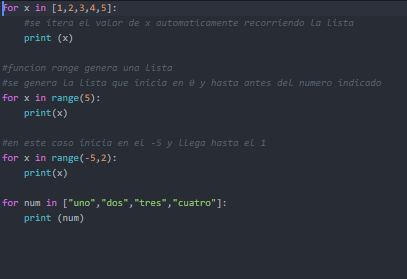 for x in [1,2,3,4,5]:
    #se itera el valor de x automaticamente recorriendo la lista
    print (x)
#funcion range genera una lista
#se genera la lista que inicia en 0 y hasta antes del numero indicado
for x in range(5):
    print(x)
#en este caso inicia en el -5 y llega hasta el 1
for x in range(-5,2):
    print(x)
for num in ["uno","dos","tres","cuatro"]:
    print (num)